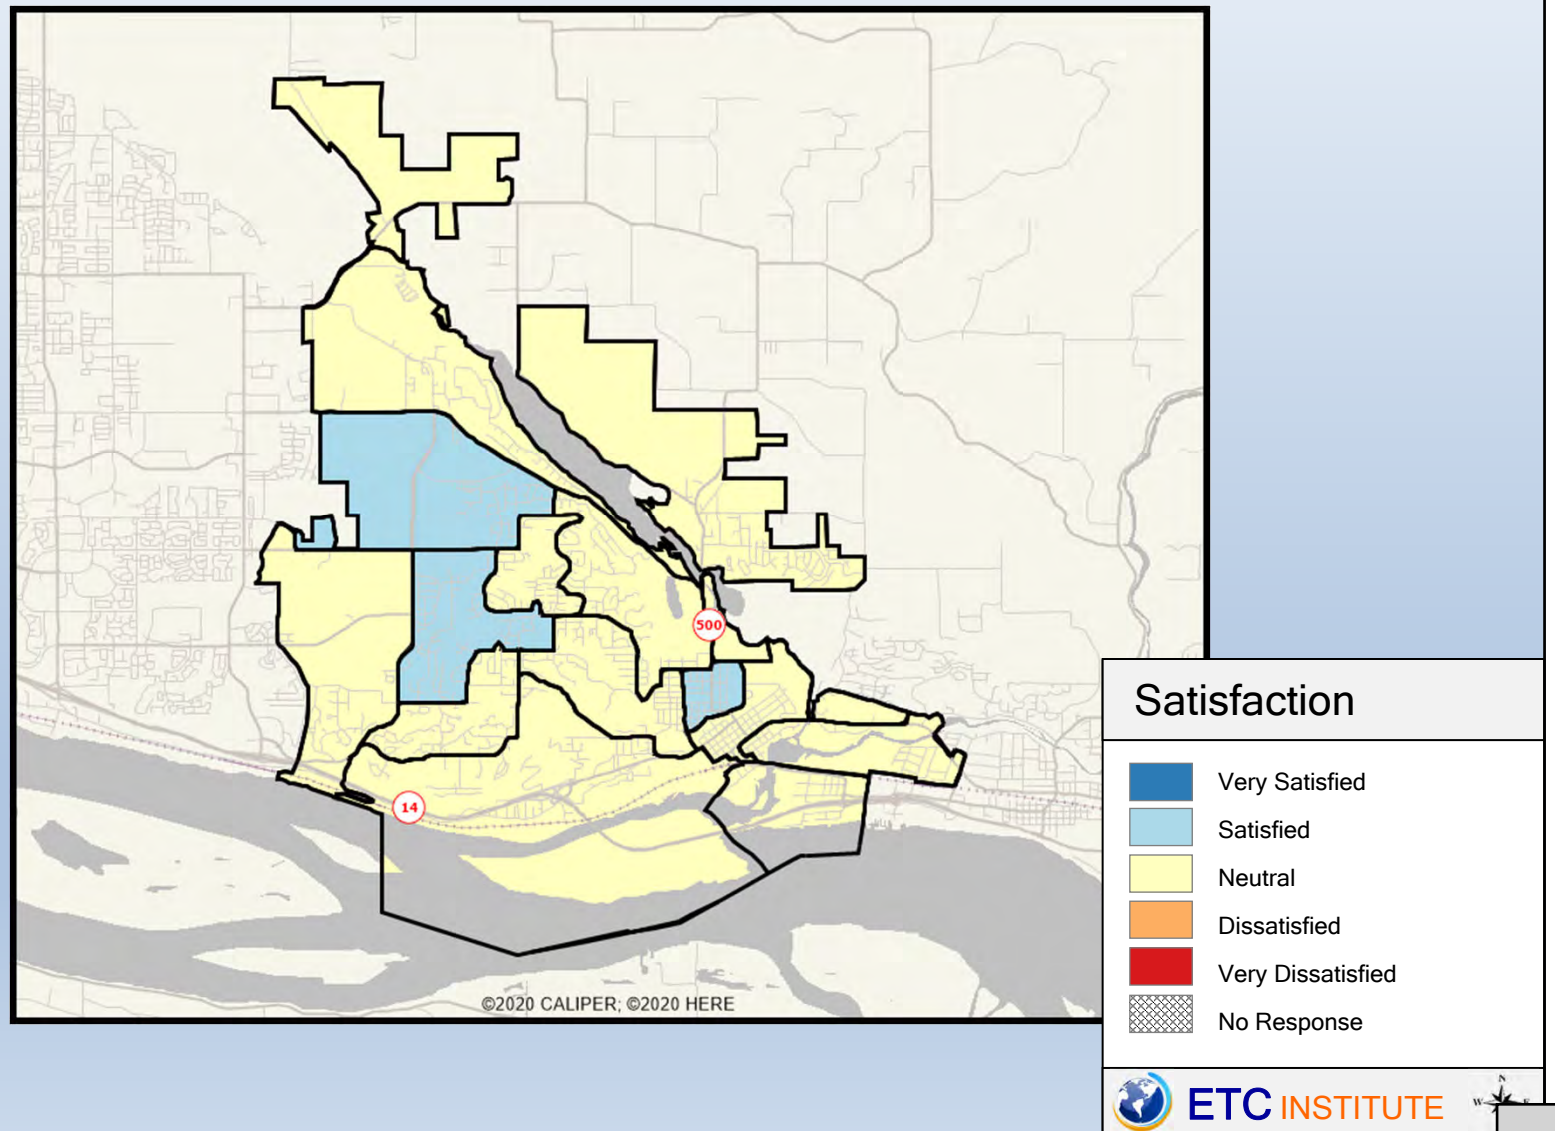 500
14
©2020 CALIPER; ©2020 HERE
Satisfaction
Very Satisfied
Satisfied
Neutral
Dissatisfied
Very Dissatisfied
No Response
ETC INSTITUTE
N
W
E